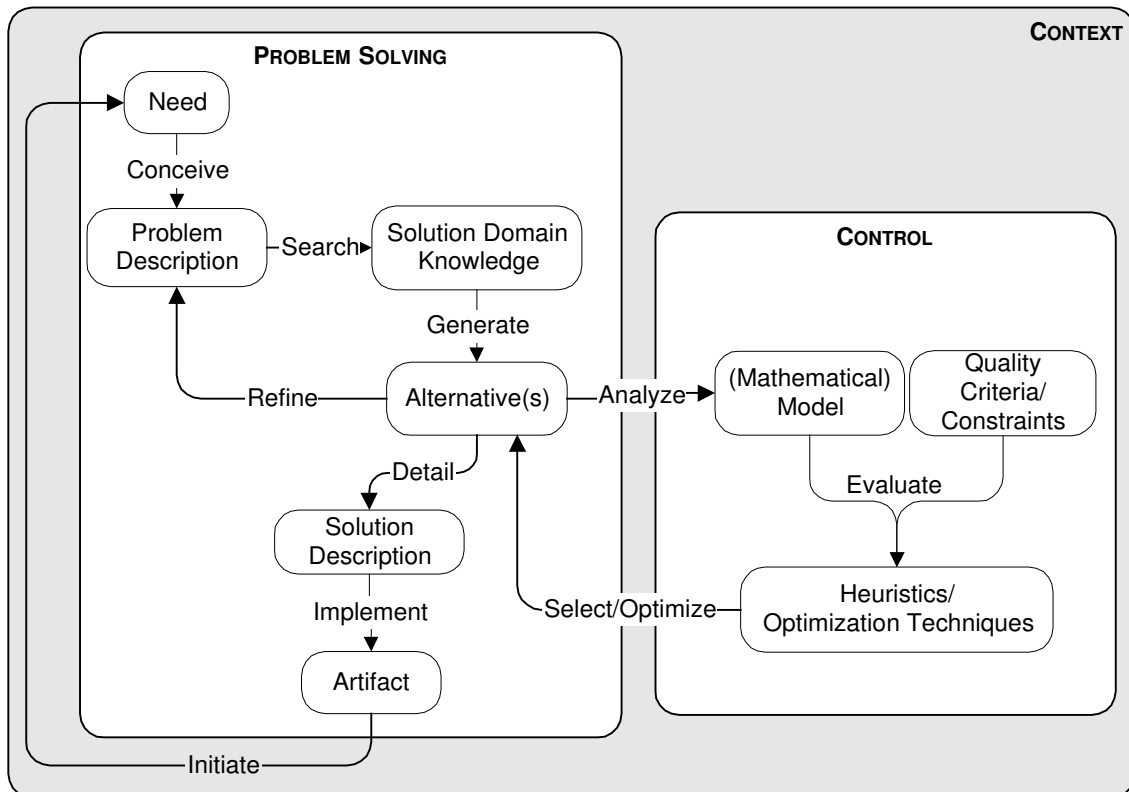 CONTEXT
PROBLEM SOLVING
Need
Conceive
Problem
Description
Search
Solution Domain
Knowledge
Generate
Refine
Alternative(s)
Analyze
Detail
Solution
Description
Implement
Artifact
Initiate
CONTROL
(Mathematical)
Model
Quality
Criteria/
Constraints
Evaluate
Heuristics/
Optimization Techniques
Select/Optimize